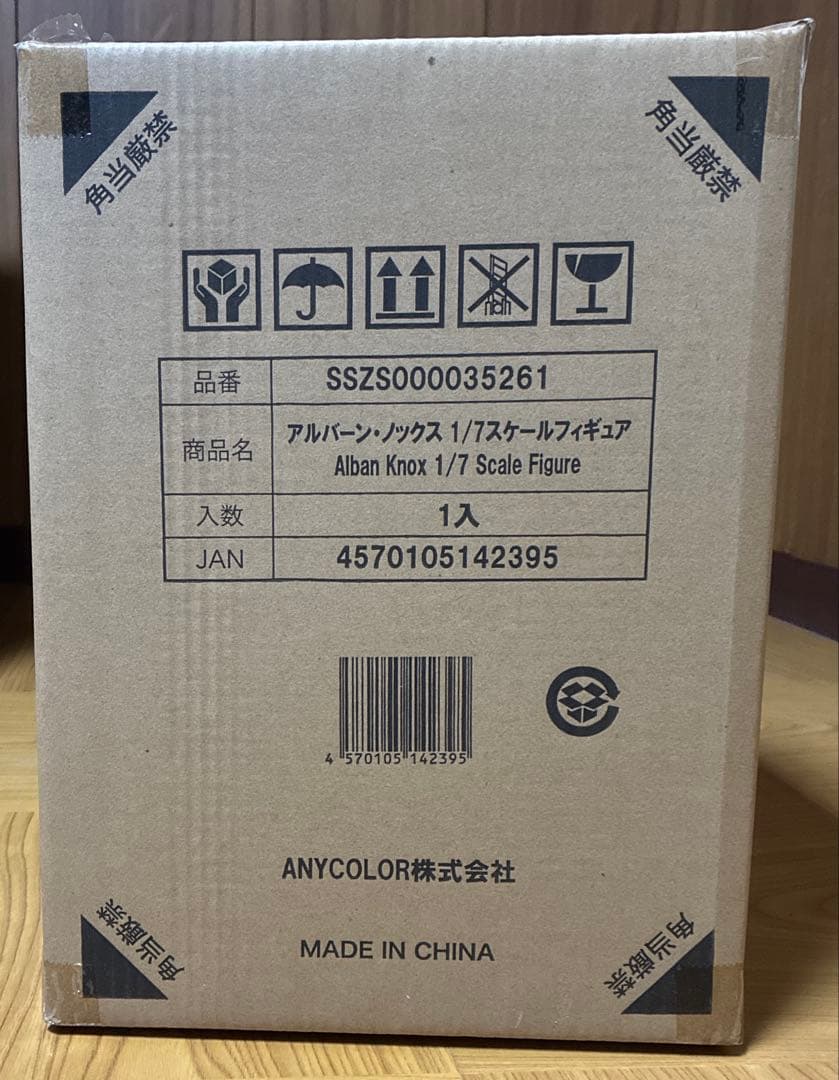 角当厳禁
角当厳禁
品番 SSZS000035261
商品名 アルバーン・ノックス 1/7スケールフィギュア
Alban Knox 1/7 Scale Figure
入数 1入
JAN 4570105142395
4 570105 142395
ANYCOLOR株式会社
MADE IN CHINA
角当厳禁
角当厳禁